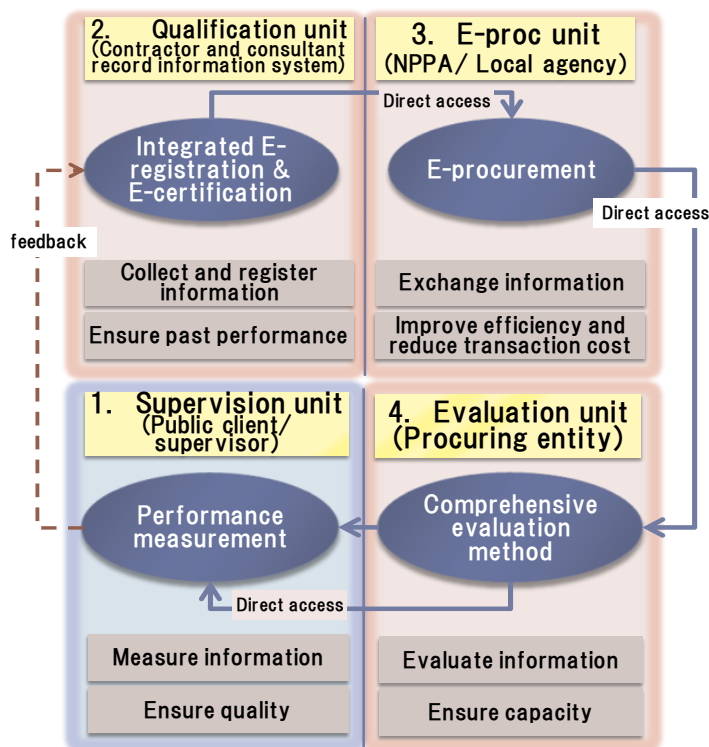 2. Qualification unit
(Contractor and consultant
record information system)
3. E-proc unit
(NPPA/ Local agency)
Direct access
Integrated E-
registration &
E-certification
E-procurement
Direct access
feedback
Collect and register
information
Exchange information
Ensure past performance
Improve efficiency and
reduce transaction cost
1. Supervision unit
(Public client/
supervisor)
4. Evaluation unit
(Procuring entity)
Performance
measurement
Comprehensive
evaluation
method
Direct access
Measure information
Evaluate information
Ensure quality
Ensure capacity